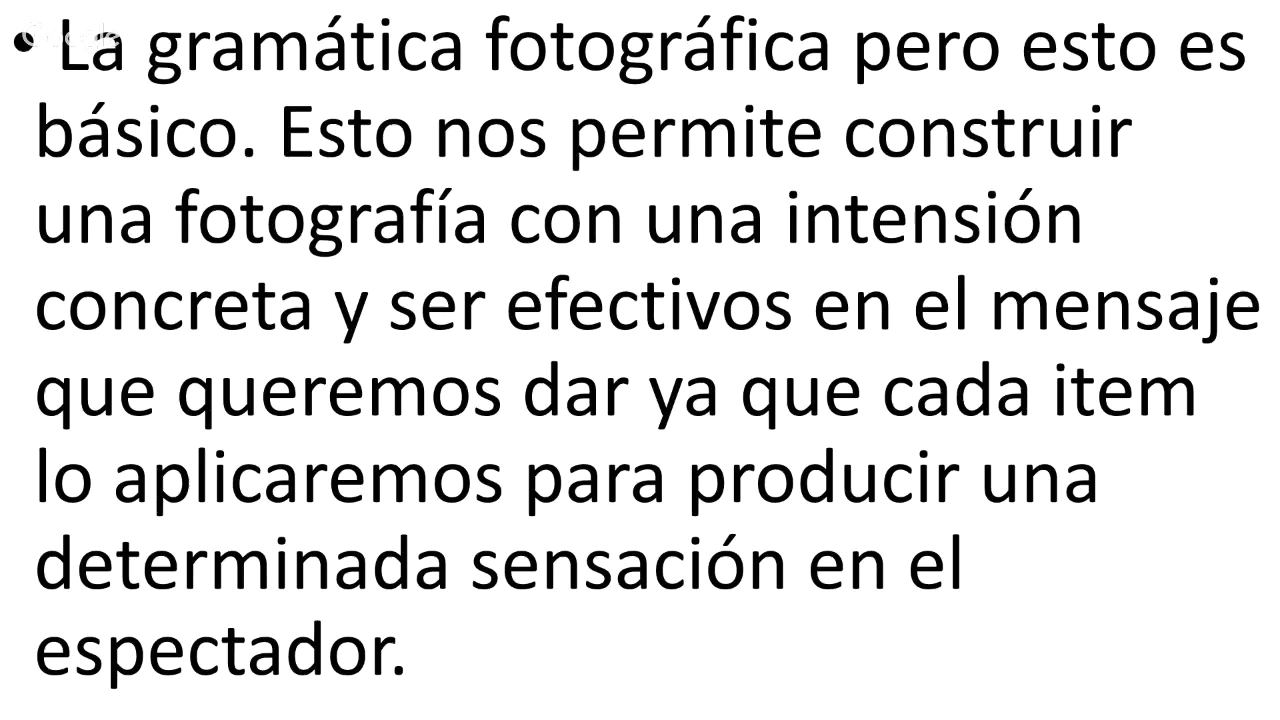 • La gramática fotográfica pero esto es
básico. Esto nos permite construir
una fotografía con una intensión
concreta y ser efectivos en el mensaje
que queremos dar ya que cada item
lo aplicaremos para producir una
determinada sensación en el
espectador.